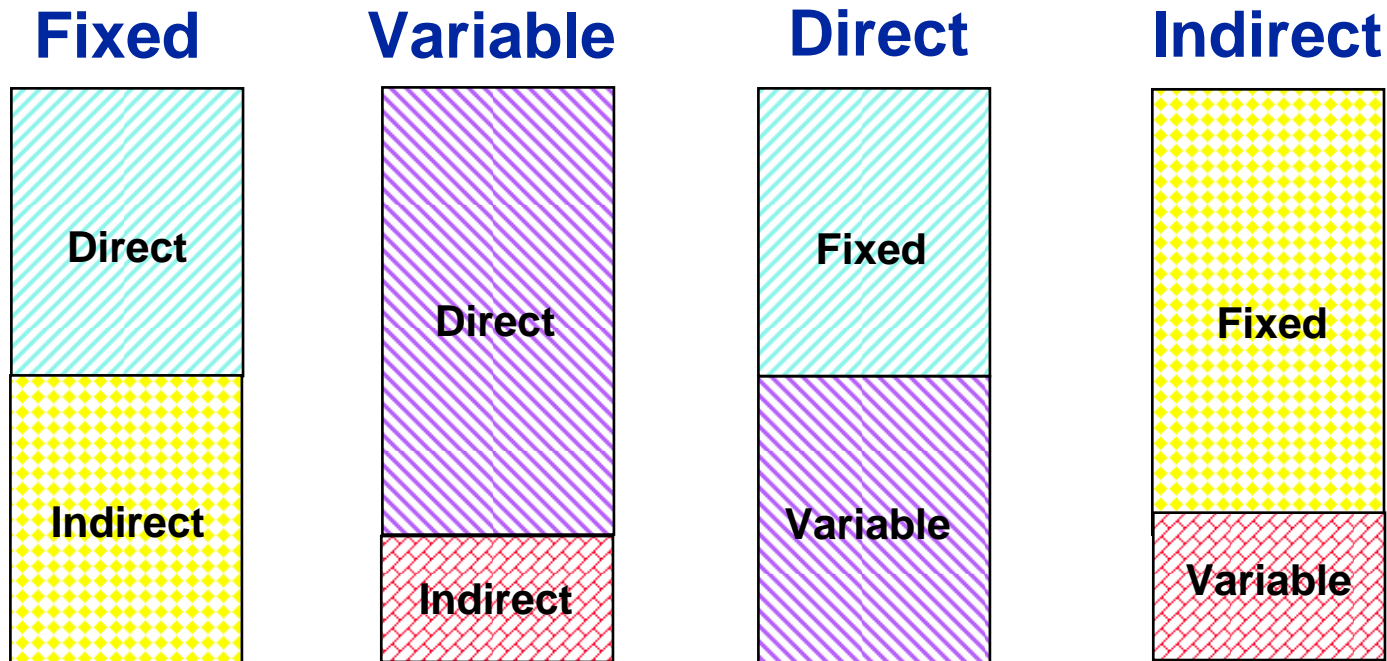 Fixed
Variable
Direct
Indirect
Direct
Indirect
Direct
Indirect
Fixed
Variable
Fixed
Variable